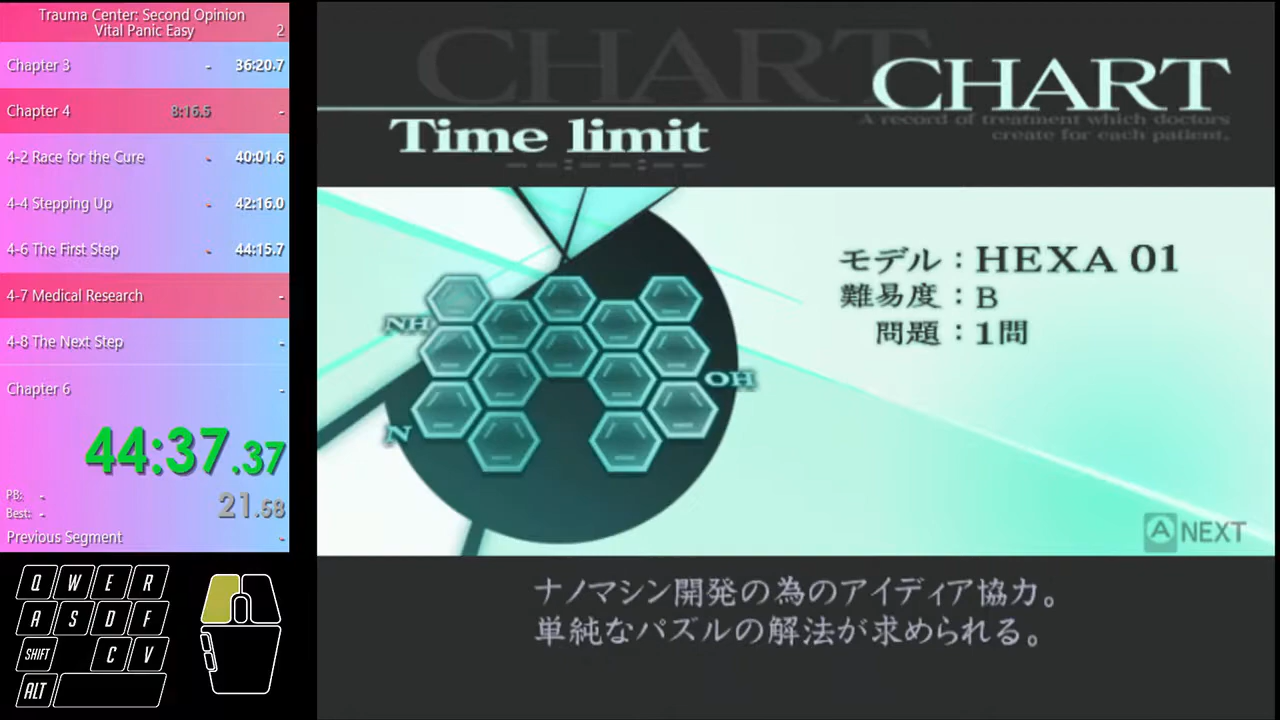 Trauma Center: Second Opinion
Vital Panic Easy 2
Chapter 3 - 36:20.7
Chapter 4 8:16.5 -
4-2 Race for the Cure - 40:01.6
4-4 Stepping Up - 42:16.0
4-6 The First Step - 44:15.7
4-7 Medical Research -
4-8 The Next Step -
Chapter 6 -
44:37.37
PB: -
Best: -
21.58
Previous Segment -
Q W E R
A S D F
SHIFT C V
ALT
CHART
CHART
A record of treatment which doctors
create for each patient.
Time limit
--:--:--
モデル：HEXA 01
難易度：B
問題：1問
NH
OH
N
A NEXT
ナノマシン開発の為のアイディア協力。
単純なパズルの解法が求められる。